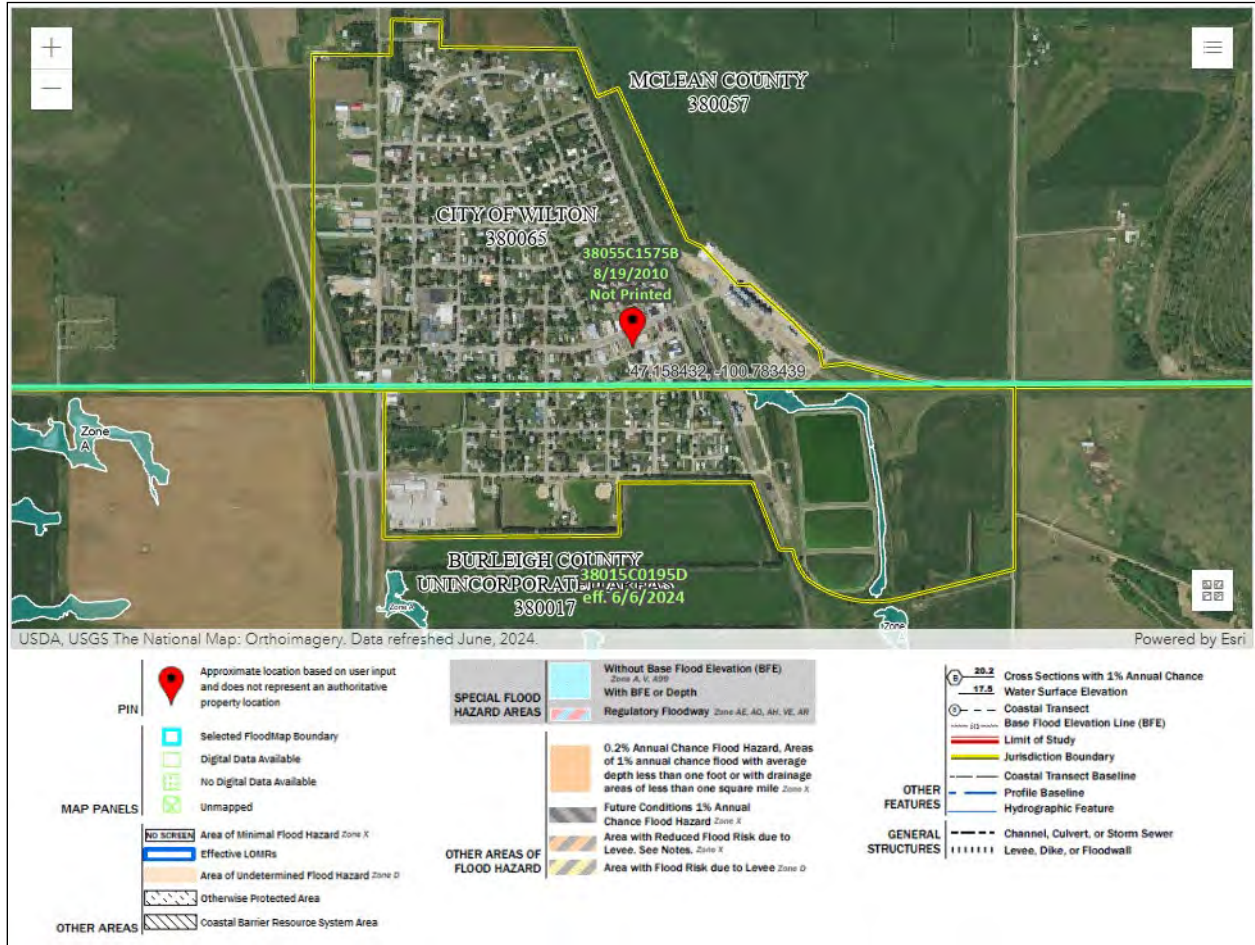 +
−
MCLEAN COUNTY
380057
CITY OF WILTON
380065
38055C1575B
8/19/2010
Not Printed
47.158432, -100.783439
Zone
A
BURLEIGH COUNTY
UNINCORPORATED AREAS
380017
38015C0195D
eff. 6/6/2024
Zone A
Zone
A
USDA, USGS The National Map: Orthoimagery. Data refreshed June, 2024
Powered by Esri
PIN
Approximate location based on user input
and does not represent an authoritative
property location
MAP PANELS
Selected FloodMap Boundary
Digital Data Available
No Digital Data Available
Unmapped
OTHER AREAS
NO SCREEN Area of Minimal Flood Hazard Zone X
Effective LOMRs
Area of Undetermined Flood Hazard Zone D
Otherwise Protected Area
Coastal Barrier Resource System Area
SPECIAL FLOOD
HAZARD AREAS
Without Base Flood Elevation (BFE)
Zone A, V, A99
With BFE or Depth
Regulatory Floodway Zone AE, AO, AH, VE, AR
OTHER AREAS OF
FLOOD HAZARD
0.2% Annual Chance Flood Hazard, Areas
of 1% annual chance flood with average
depth less than one foot or with drainage
areas of less than one square mile Zone X
Future Conditions 1% Annual
Chance Flood Hazard Zone X
Area with Reduced Flood Risk due to
Levee. See Notes. Zone X
Area with Flood Risk due to Levee Zone D
OTHER
FEATURES
B 20.2 Cross Sections with 1% Annual Chance
17.5 Water Surface Elevation
Coastal Transect
Base Flood Elevation Line (BFE)
Limit of Study
Jurisdiction Boundary
Coastal Transect Baseline
Profile Baseline
Hydrographic Feature
GENERAL
STRUCTURES
Channel, Culvert, or Storm Sewer
Levee, Dike, or Floodwall